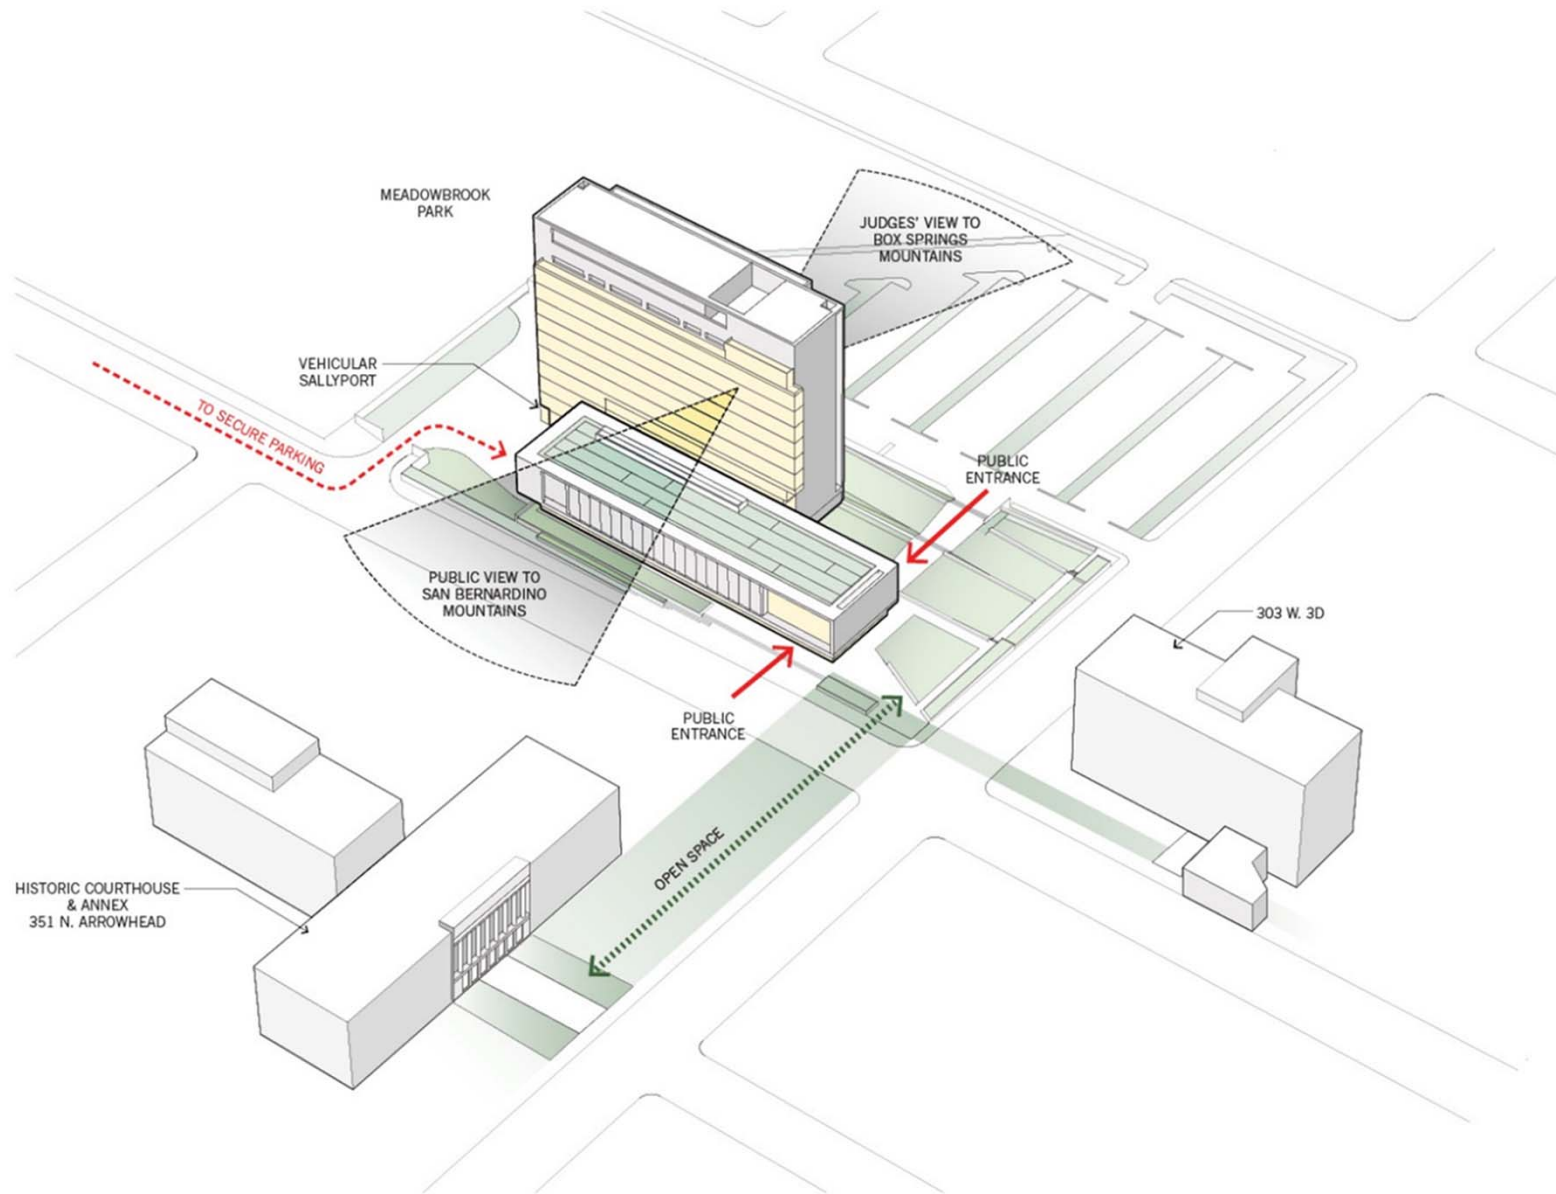 MEADOWBROOK
PARK
JUDGES' VIEW TO
BOX SPRINGS
MOUNTAINS
VEHICULAR
SALLYPORT
TO SECURE PARKING
PUBLIC
ENTRANCE
PUBLIC VIEW TO
SAN BERNARDINO
MOUNTAINS
303 W. 3D
PUBLIC
ENTRANCE
OPEN SPACE
HISTORIC COURTHOUSE
& ANNEX
351 N. ARROWHEAD